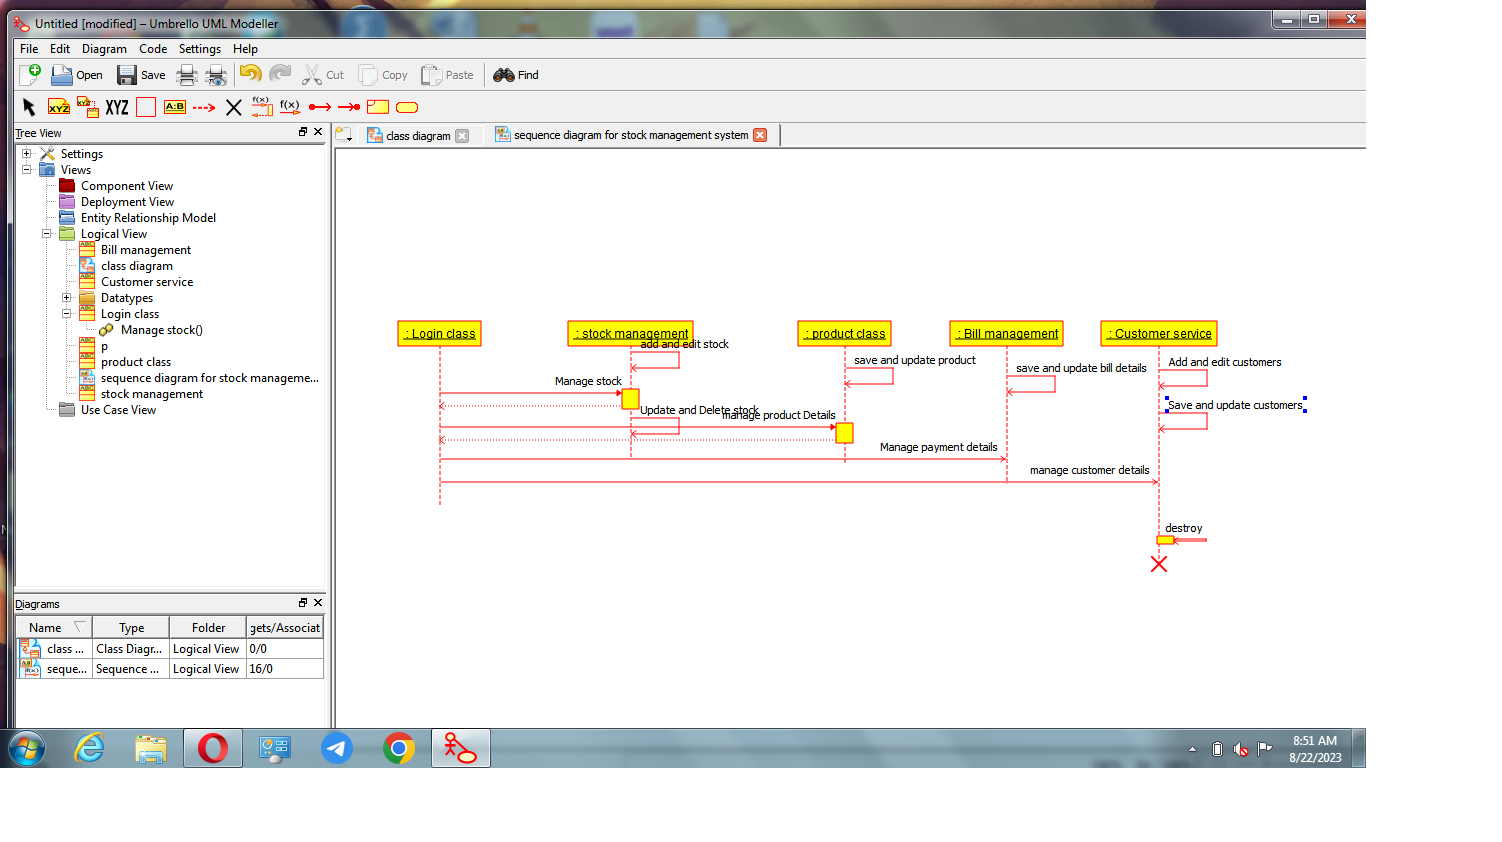 Untitled [modified] – Umbrello UML Modeller
File Edit Diagram Code Settings Help
Open Save Cut Copy Paste Find
XYZ XYZ XYZ A:B f(x) f(x)
Tree View
class diagram
sequence diagram for stock management system
Settings
Views
Component View
Deployment View
Entity Relationship Model
Logical View
Bill management
class diagram
Customer service
Datatypes
Login class
Manage stock()
p
product class
sequence diagram for stock manageme...
stock management
Use Case View
: Login class
: stock management
: product class
: Bill management
: Customer service
add and edit stock
save and update product
save and update bill details
Add and edit customers
Manage stock
Save and update customers
Update and Delete stock
manage product Details
Manage payment details
manage customer details
destroy
Diagrams
Name Type Folder gets/Associat
class ... Class Diagr... Logical View 0/0
seque... Sequence ... Logical View 16/0
8:51 AM
8/22/2023